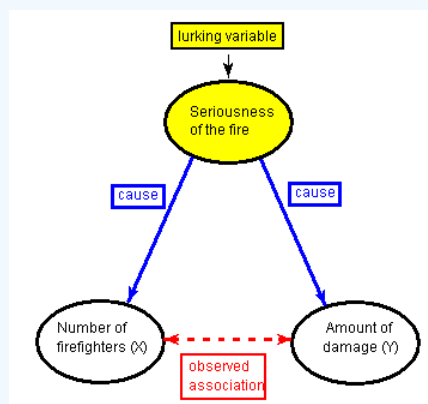 lurking variable
Seriousness
of the fire
cause
cause
Number of
firefighters (X)
Amount of
damage (Y)
observed
association